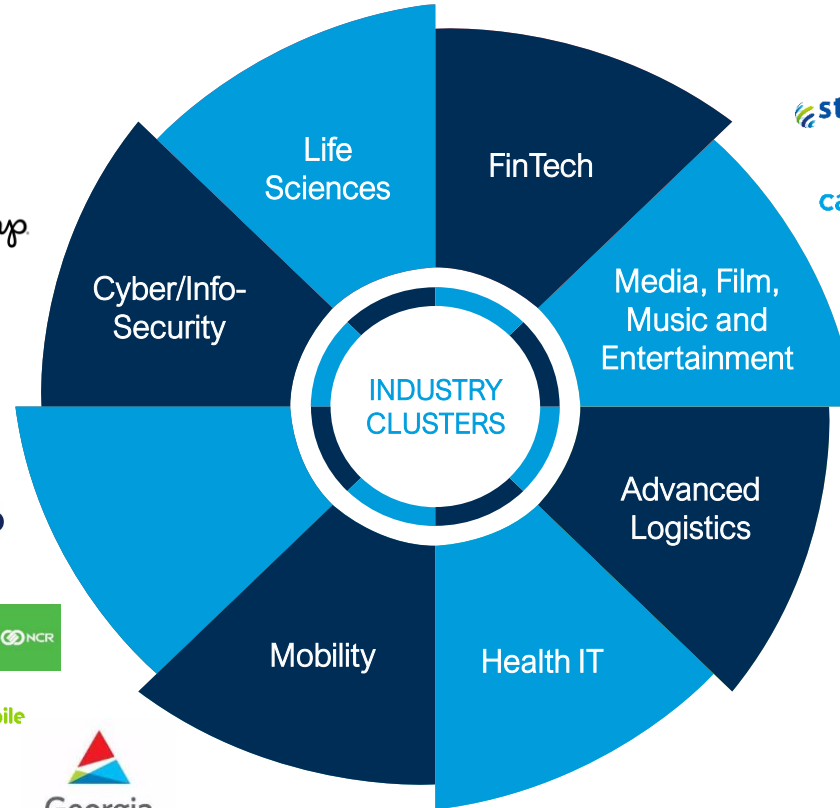 Life
Sciences
FinTech
Cyber/Info-
Security
Media, Film,
Music and
Entertainment
INDUSTRY
CLUSTERS
Advanced
Logistics
Mobility
Health IT
NCR
Georgia